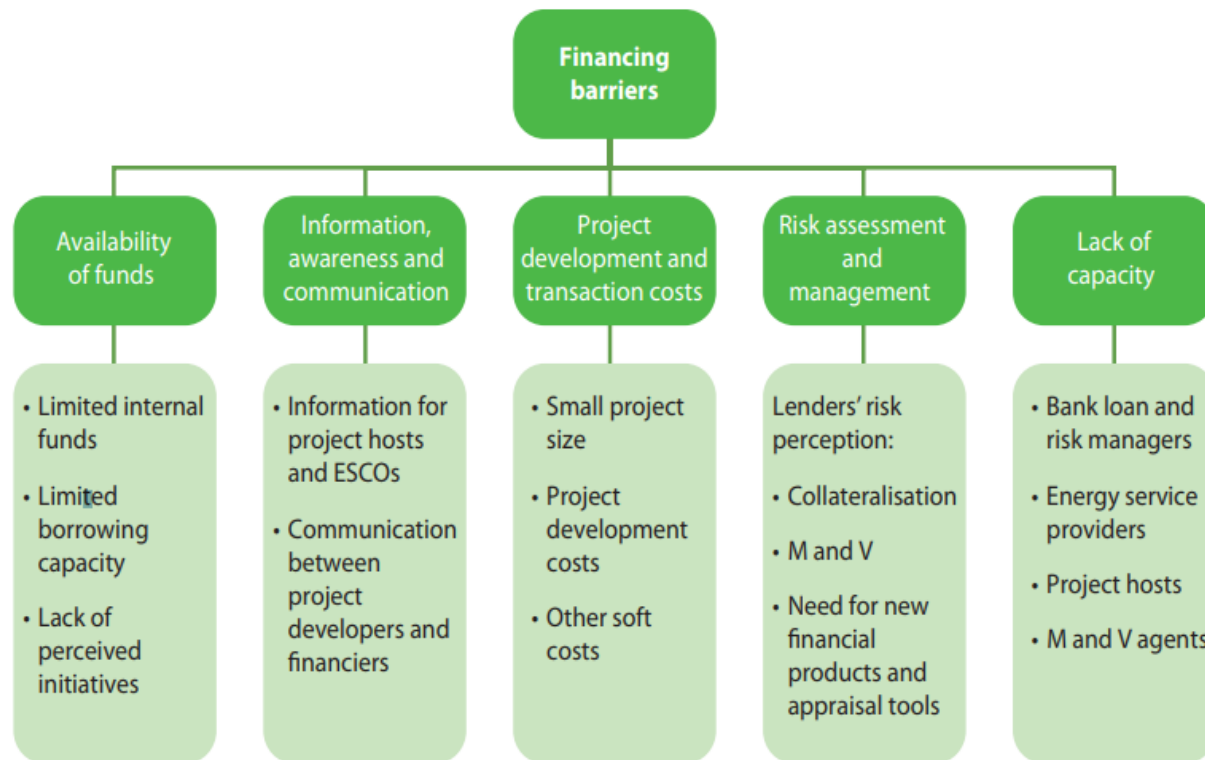 Financing
barriers
Availability
of funds
Information,
awareness and
communication
Project
development and
transaction costs
Risk assessment
and
management
Lack of
capacity
• Limited internal
funds
• Limited
borrowing
capacity
• Lack of
perceived
initiatives
• Information for
project hosts
and ESCOs
• Communication
between
project
developers and
financiers
• Small project
size
• Project
development
costs
• Other soft
costs
Lenders’ risk
perception:
• Collateralisation
• M and V
• Need for new
financial
products and
appraisal tools
• Bank loan and
risk managers
• Energy service
providers
• Project hosts
• M and V agents